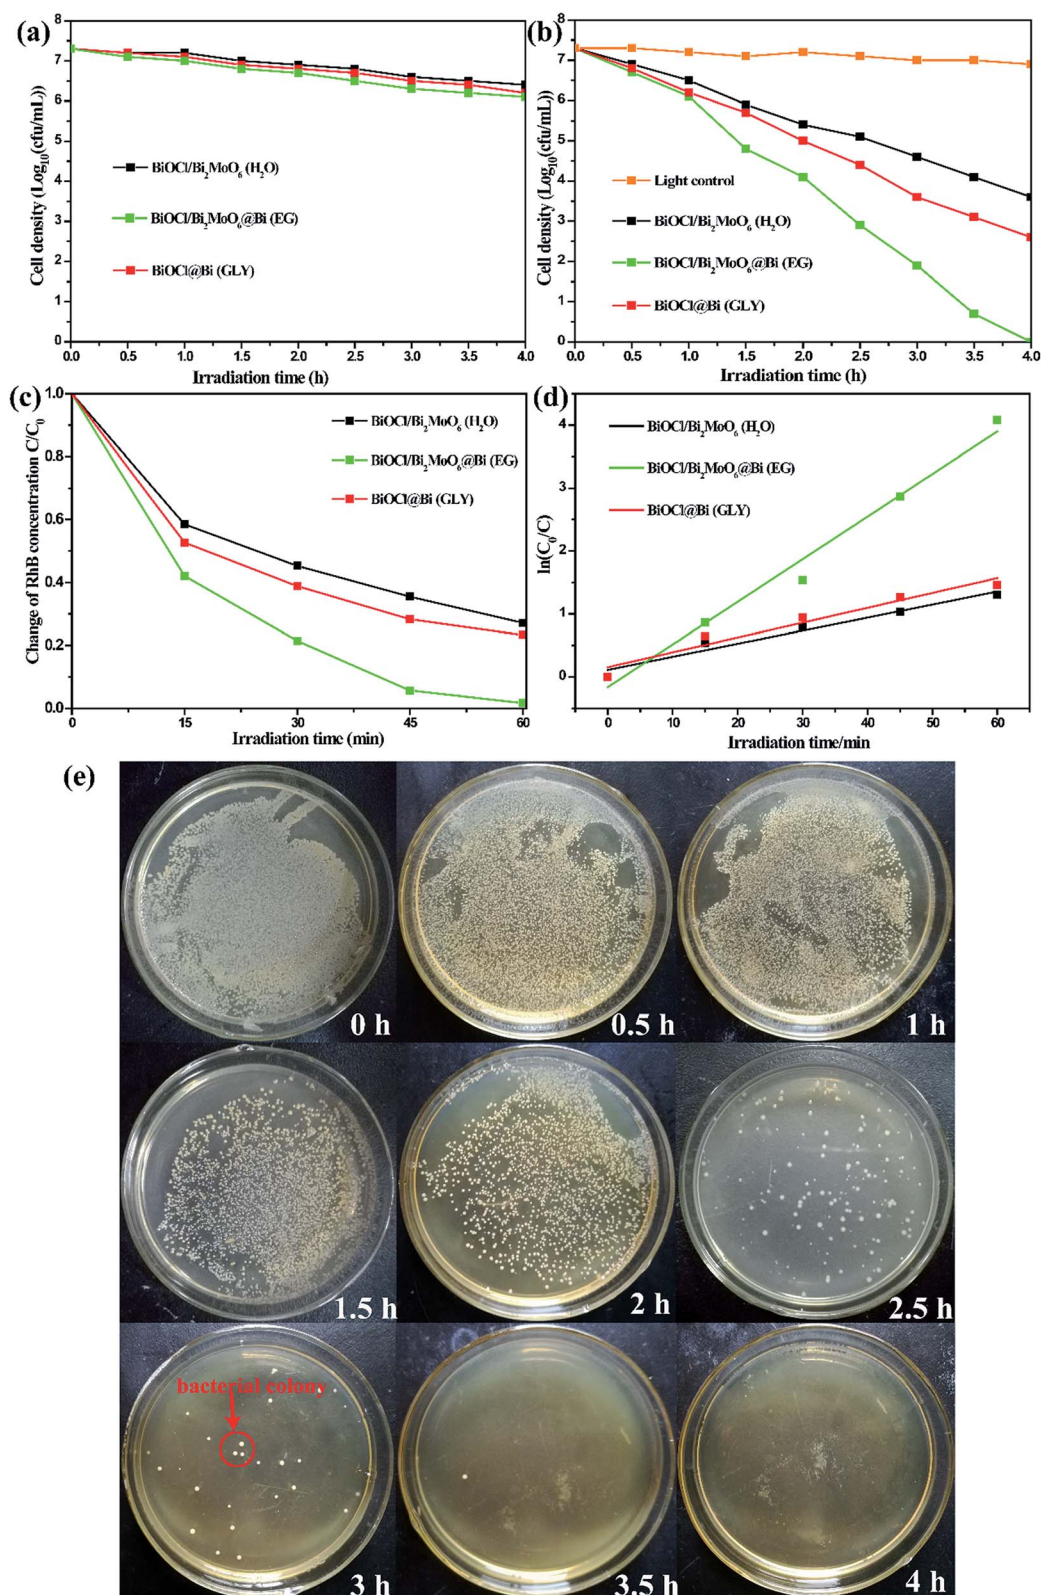 (a)
8
7
6
5
4
3
2
1
0
Cell density (Log₁₀(cfu/mL))
BiOCl/Bi₂MoO₆ (H₂O)
BiOCl/Bi₂MoO₆@Bi (EG)
BiOCl@Bi (GLY)
0.0 0.5 1.0 1.5 2.0 2.5 3.0 3.5 4.0
Irradiation time (h)
(b)
8
7
6
5
4
3
2
1
0
Cell density (Log₁₀(cfu/mL))
Light control
BiOCl/Bi₂MoO₆ (H₂O)
BiOCl/Bi₂MoO₆@Bi (EG)
BiOCl@Bi (GLY)
0.0 0.5 1.0 1.5 2.0 2.5 3.0 3.5 4.0
Irradiation time (h)
(c)
1.0
0.8
0.6
0.4
0.2
0.0
Change of RhB concentration C/C₀
BiOCl/Bi₂MoO₆ (H₂O)
BiOCl/Bi₂MoO₆@Bi (EG)
BiOCl@Bi (GLY)
0 15 30 45 60
Irradiation time (min)
(d)
4
3
2
1
0
ln(C₀/C)
BiOCl/Bi₂MoO₆ (H₂O)
BiOCl/Bi₂MoO₆@Bi (EG)
BiOCl@Bi (GLY)
0 10 20 30 40 50 60
Irradiation time/min
(e)
0 h
0.5 h
1 h
1.5 h
2 h
2.5 h
bacterial colony
3 h
3.5 h
4 h